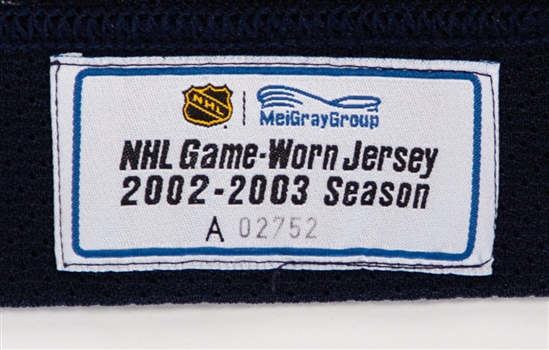 NHL MeiGrayGroup
NHL Game-Worn Jersey
2002-2003 Season
A 02752